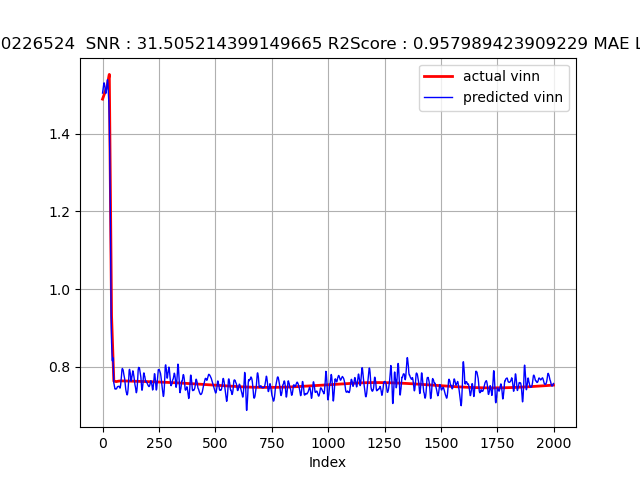 0226524  SNR : 31.505214399149665 R2Score : 0.957989423909229 MAE L
actual vinn
predicted vinn
1.4
1.2
1.0
0.8
0 250 500 750 1000 1250 1500 1750 2000
Index